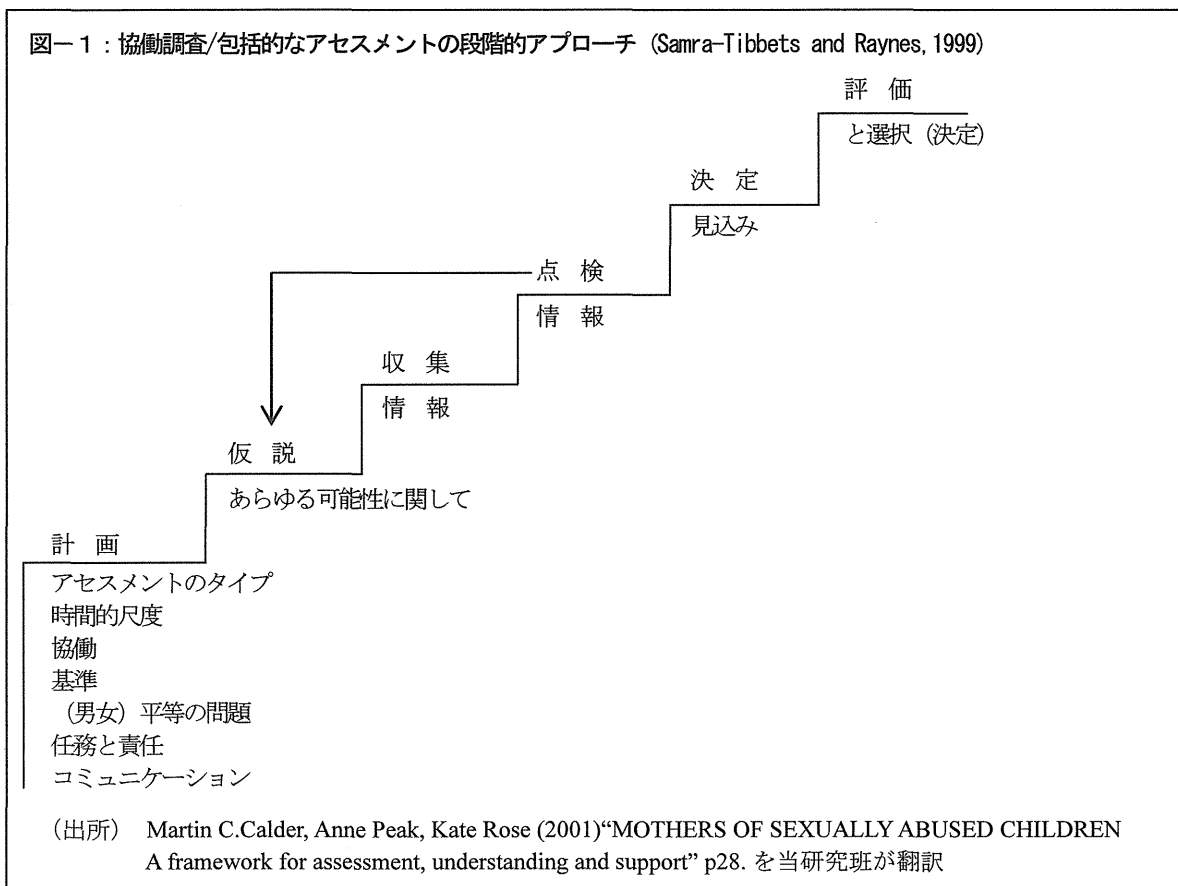 図－1：協働調査/包括的なアセスメントの段階的アプローチ (Samra-Tibbets and Raynes, 1999)
評　価
と選択（決定）
決　定
見込み
点　検
情　報
収　集
情　報
仮　説
あらゆる可能性に関して
計　画
アセスメントのタイプ
時間的尺度
協働
基準
（男女）平等の問題
任務と責任
コミュニケーション
（出所）　Martin C.Calder, Anne Peak, Kate Rose (2001)“MOTHERS OF SEXUALLY ABUSED CHILDREN
A framework for assessment, understanding and support” p28. を当研究班が翻訳